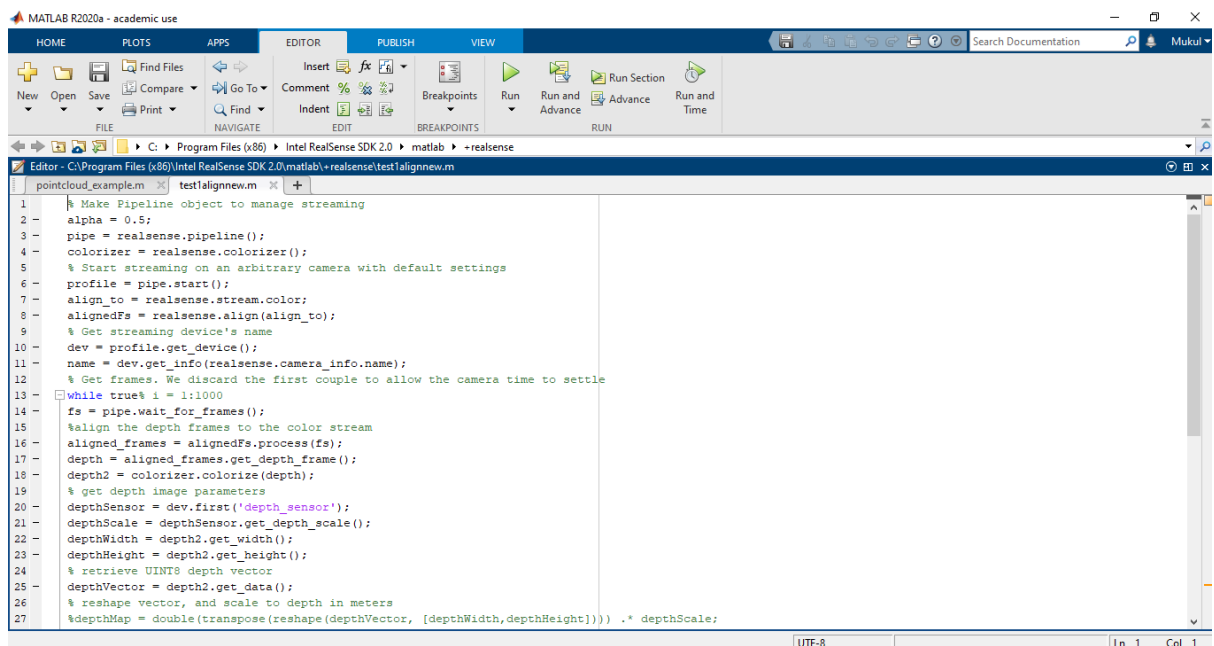 MATLAB R2020a - academic use
HOME PLOTS APPS EDITOR PUBLISH VIEW Search Documentation Mukul
New Open Save Find Files Compare Print Go To Find Insert fx Comment % Indent Breakpoints Run Run and Advance Run Section Advance Run and Time
FILE NAVIGATE EDIT BREAKPOINTS RUN
C: Program Files (x86) Intel RealSense SDK 2.0 matlab +realsense
Editor - C:\Program Files (x86)\Intel RealSense SDK 2.0\matlab\+realsense\test1alignnew.m
pointcloud_example.m test1alignnew.m +
1 % Make Pipeline object to manage streaming
2 - alpha = 0.5;
3 - pipe = realsense.pipeline();
4 - colorizer = realsense.colorizer();
5 % Start streaming on an arbitrary camera with default settings
6 - profile = pipe.start();
7 - align_to = realsense.stream.color;
8 - alignedFs = realsense.align(align_to);
9 % Get streaming device's name
10 - dev = profile.get_device();
11 - name = dev.get_info(realsense.camera_info.name);
12 % Get frames. We discard the first couple to allow the camera time to settle
13 - while true% i = 1:1000
14 - fs = pipe.wait_for_frames();
15 %align the depth frames to the color stream
16 - aligned_frames = alignedFs.process(fs);
17 - depth = aligned_frames.get_depth_frame();
18 - depth2 = colorizer.colorize(depth);
19 % get depth image parameters
20 - depthSensor = dev.first('depth_sensor');
21 - depthScale = depthSensor.get_depth_scale();
22 - depthWidth = depth2.get_width();
23 - depthHeight = depth2.get_height();
24 % retrieve UINT8 depth vector
25 - depthVector = depth2.get_data();
26 % reshape vector, and scale to depth in meters
27 %depthMap = double(transpose(reshape(depthVector, [depthWidth,depthHeight]))) .* depthScale;
UTF-8 Ln 1 Col 1